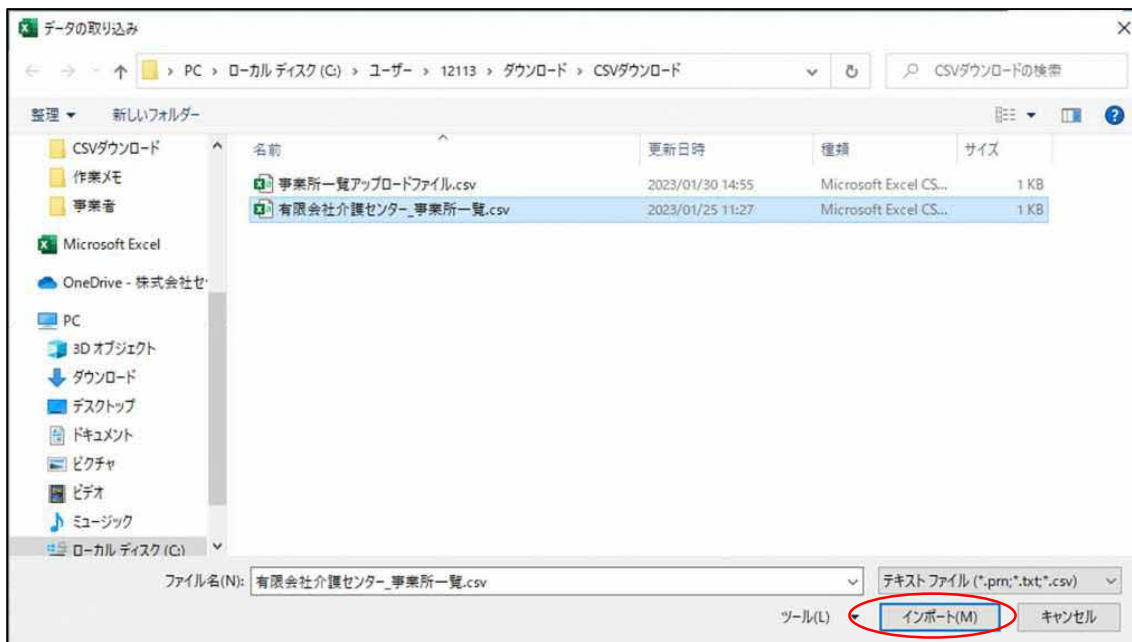 データの取り込み
PC › ローカル ディスク (C:) › ユーザー › 12113 › ダウンロード › CSVダウンロード
CSVダウンロードの検索
整理 新しいフォルダー
CSVダウンロード
作業メモ
事業者
Microsoft Excel
OneDrive - 株式会社セ
PC
3D オブジェクト
ダウンロード
デスクトップ
ドキュメント
ピクチャ
ビデオ
ミュージック
ローカル ディスク (C:)
名前 更新日時 種類 サイズ
事業所一覧アップロードファイル.csv 2023/01/30 14:55 Microsoft Excel CS... 1 KB
有限会社介護センター_事業所一覧.csv 2023/01/25 11:27 Microsoft Excel CS... 1 KB
ファイル名(N): 有限会社介護センター_事業所一覧.csv テキスト ファイル (*.prn;*.txt;*.csv)
ツール(L) インポート(M) キャンセル